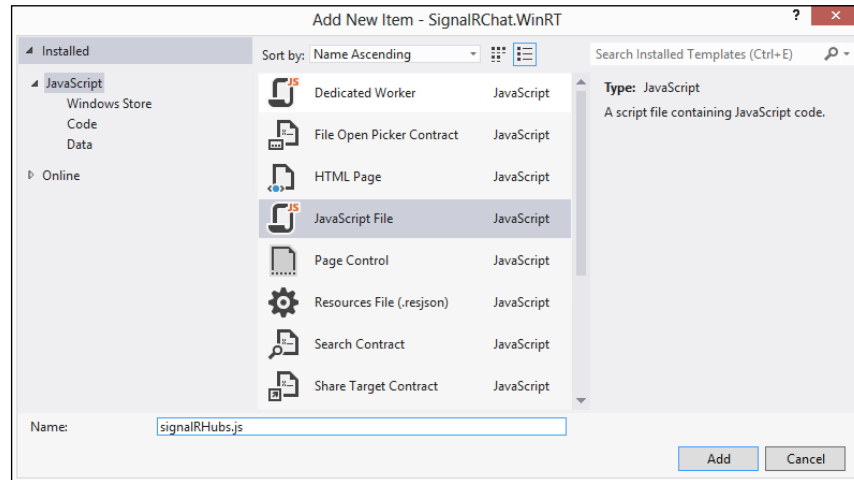 Add New Item - SignalRChat.WinRT
? ×
Installed
Sort by: Name Ascending
Search Installed Templates (Ctrl+E)
JavaScript
Windows Store
Code
Data
Online
JS Dedicated Worker JavaScript
File Open Picker Contract JavaScript
HTML Page JavaScript
JS JavaScript File JavaScript
Page Control JavaScript
Resources File (.resjson) JavaScript
Search Contract JavaScript
Share Target Contract JavaScript
Type: JavaScript
A script file containing JavaScript code.
Name: signalRHubs.js
Add Cancel